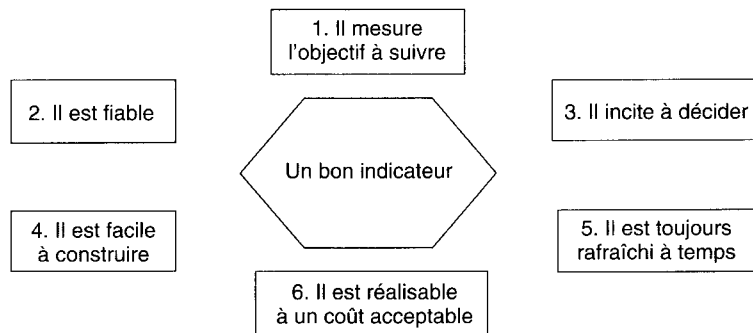 1. Il mesure
l'objectif à suivre
2. Il est fiable
3. Il incite à décider
Un bon indicateur
4. Il est facile
à construire
5. Il est toujours
rafraîchi à temps
6. Il est réalisable
à un coût acceptable